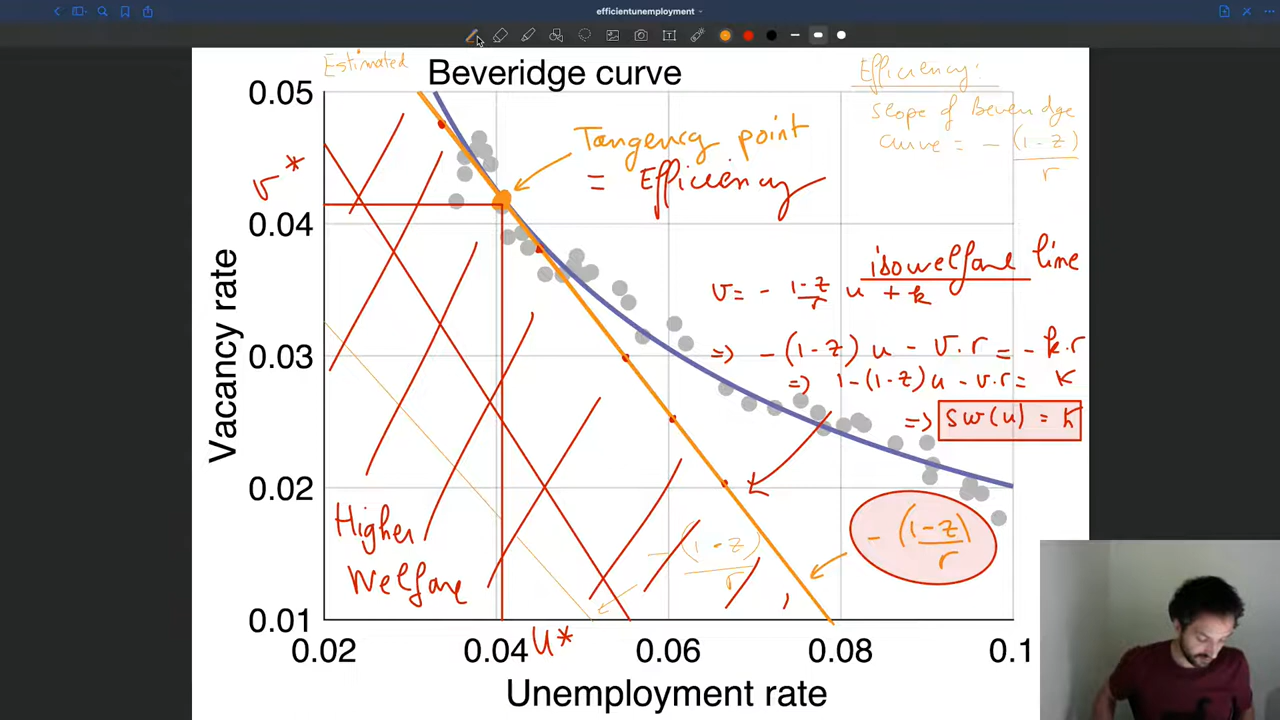 efficientunemployment
Estimated
Beveridge curve
Efficiency:
slope of Beveridge
curve = - (1-z)
r
0.05
0.04
0.03
0.02
0.01
Vacancy rate
v*
Tangency point
= Efficiency
isowelfare line
v = - 1-z/r u + k
=> -(1-z) u - v.r = - k.r
=> 1-(1-z)u - v.r = K
=> SW(u) = K
- (1-z)
r
- (1-z)
r
Higher
Welfare
u*
0.02 0.04 0.06 0.08 0.1
Unemployment rate